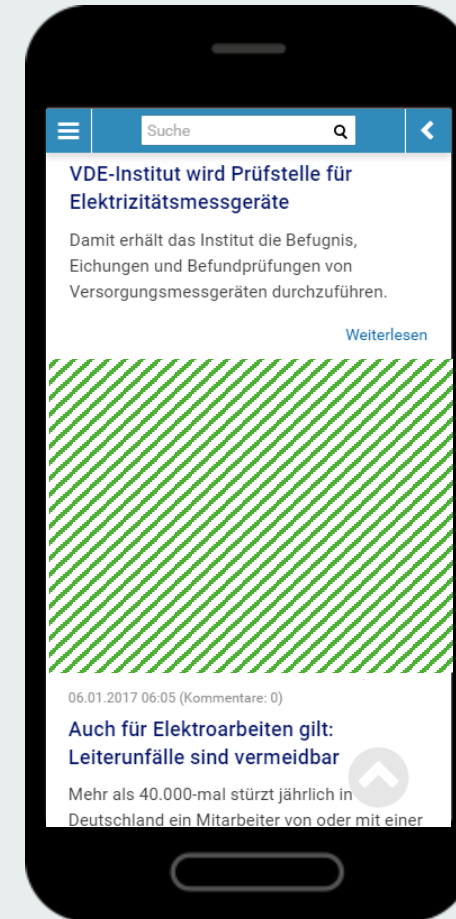 Suche
VDE-Institut wird Prüfstelle für
Elektrizitätsmessgeräte
Damit erhält das Institut die Befugnis,
Eichungen und Befundprüfungen von
Versorgungsmessgeräten durchzuführen.
Weiterlesen
06.01.2017 06:05 (Kommentare: 0)
Auch für Elektroarbeiten gilt:
Leiterunfälle sind vermeidbar
Mehr als 40.000-mal stürzt jährlich in
Deutschland ein Mitarbeiter von oder mit einer